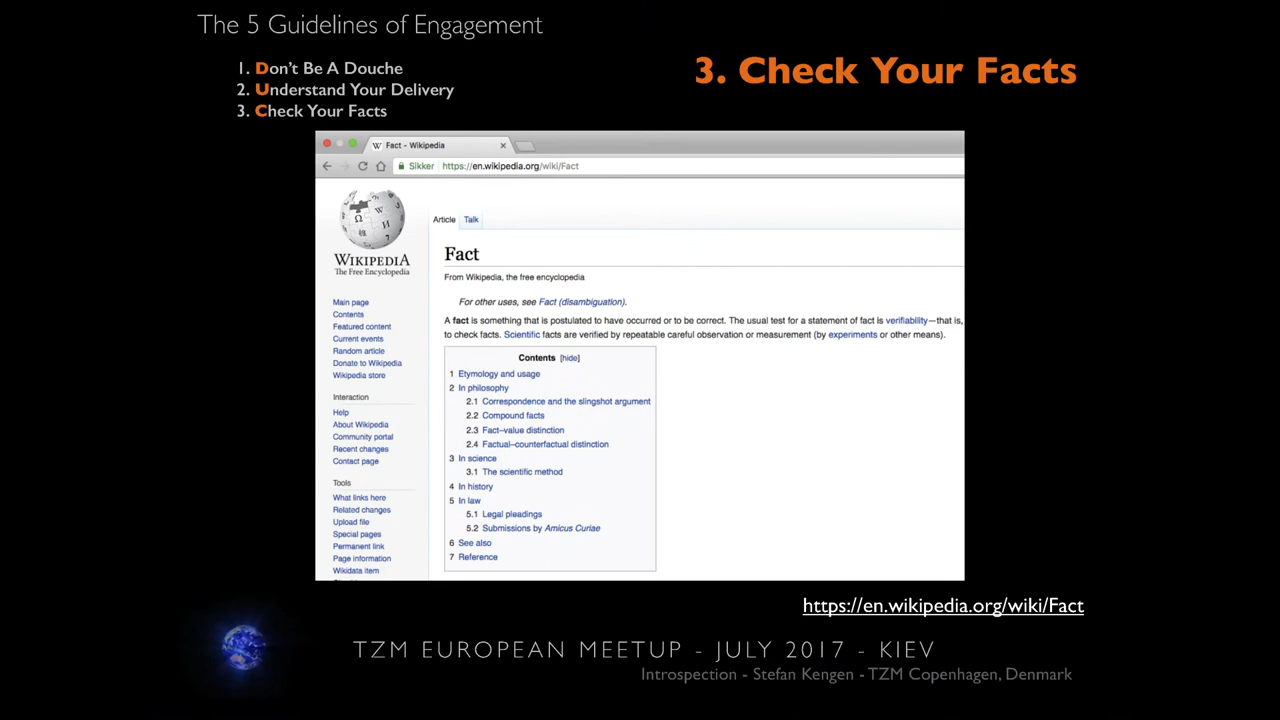 The 5 Guidelines of Engagement
1. Don't Be A Douche
2. Understand Your Delivery
3. Check Your Facts
3. Check Your Facts
W Fact - Wikipedia
Sikker https://en.wikipedia.org/wiki/Fact
WIKIPEDIA
The Free Encyclopedia
Main page
Contents
Featured content
Current events
Random article
Donate to Wikipedia
Wikipedia store
Interaction
Help
About Wikipedia
Community portal
Recent changes
Contact page
Tools
What links here
Related changes
Upload file
Special pages
Permanent link
Page information
Wikidata item
Article Talk
Fact
From Wikipedia, the free encyclopedia
For other uses, see Fact (disambiguation).
A fact is something that is postulated to have occurred or to be correct. The usual test for a statement of fact is verifiability—that is,
to check facts. Scientific facts are verified by repeatable careful observation or measurement (by experiments or other means).
Contents [hide]
1 Etymology and usage
2 In philosophy
2.1 Correspondence and the slingshot argument
2.2 Compound facts
2.3 Fact–value distinction
2.4 Factual–counterfactual distinction
3 In science
3.1 The scientific method
4 In history
5 In law
5.1 Legal pleadings
5.2 Submissions by Amicus Curiae
6 See also
7 Reference
https://en.wikipedia.org/wiki/Fact
TZM EUROPEAN MEETUP - JULY 2017 - KIEV
Introspection - Stefan Kengen - TZM Copenhagen, Denmark